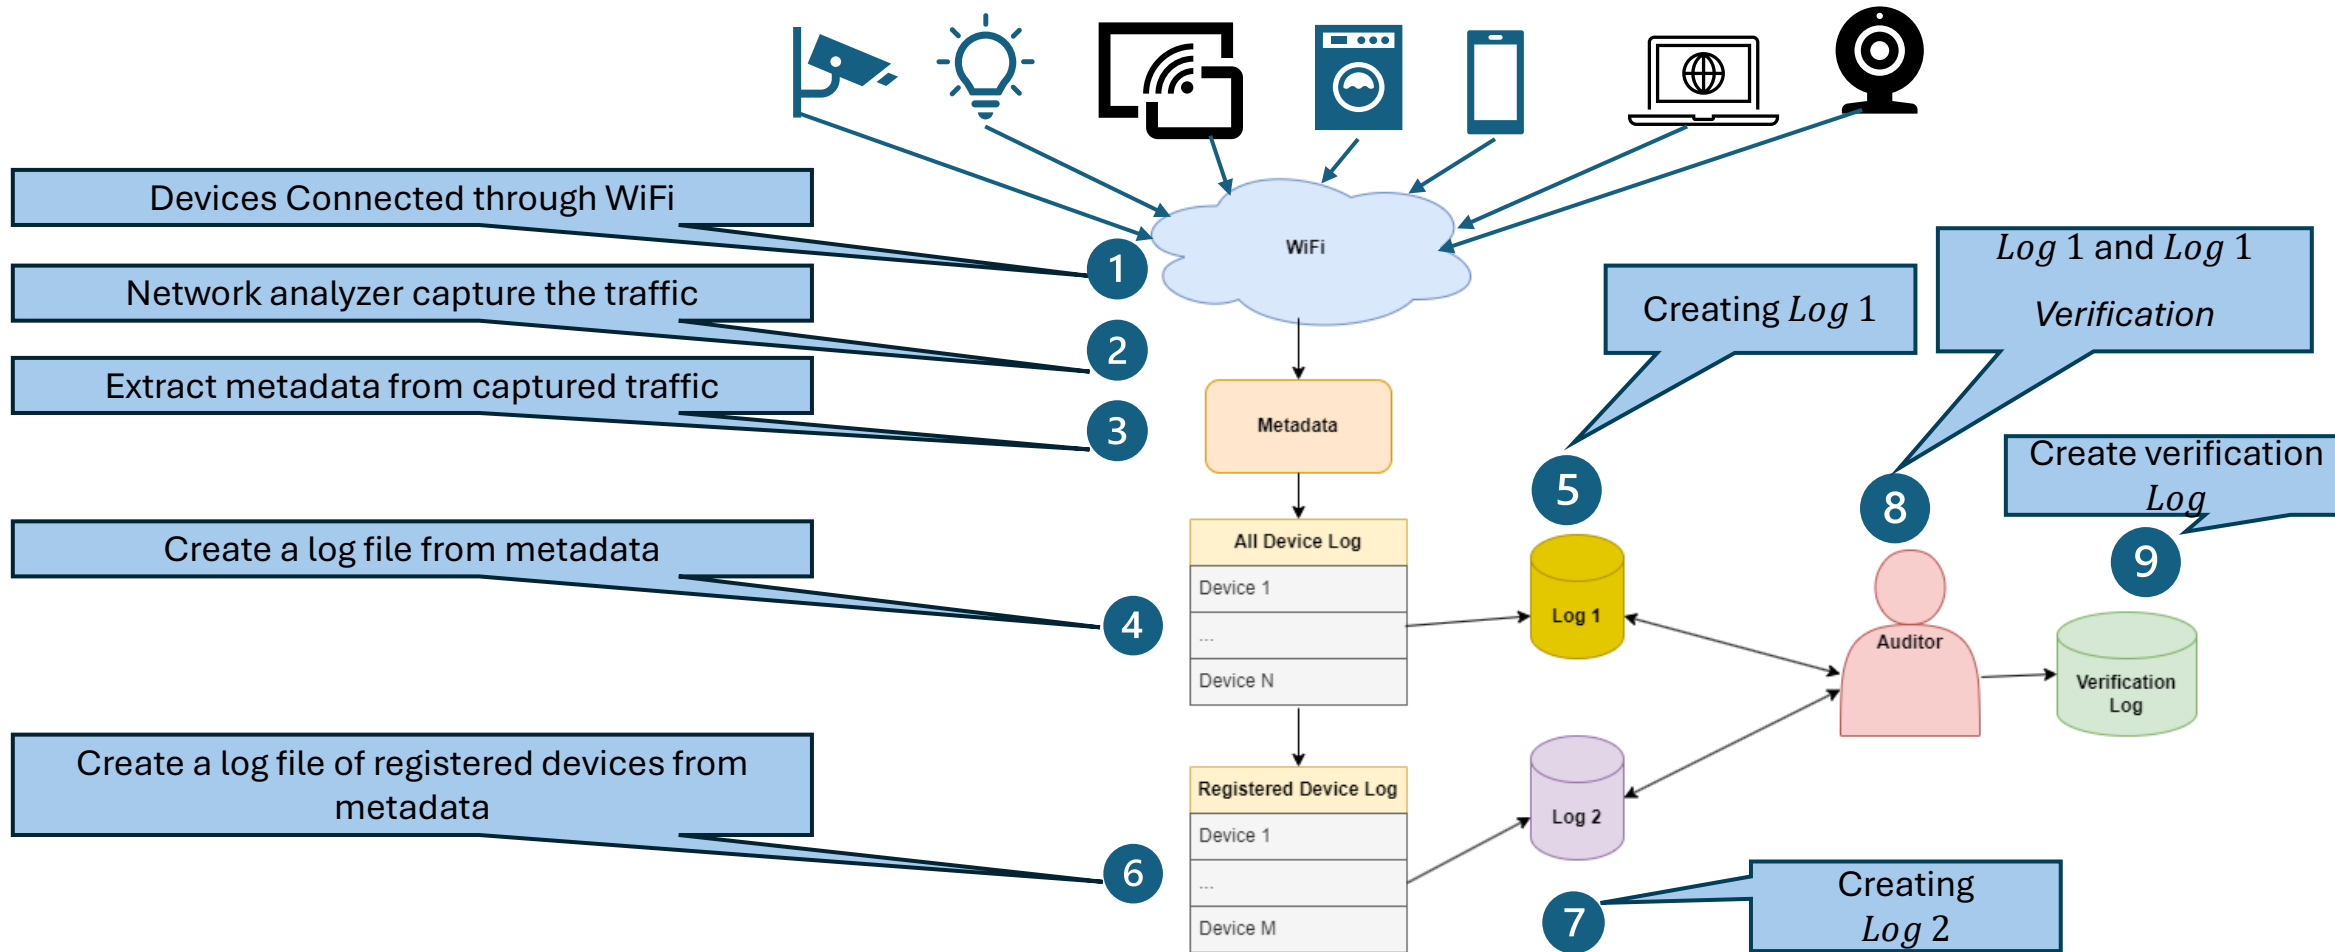 Devices Connected through WiFi
1
Network analyzer capture the traffic
2
Extract metadata from captured traffic
3
Create a log file from metadata
4
Create a log file of registered devices from
metadata
6
WiFi
Metadata
All Device Log
Device 1
...
Device N
Registered Device Log
Device 1
...
Device M
Creating Log 1
5
Log 1
Log 2
7
Creating
Log 2
Log 1 and Log 1
Verification
8
Auditor
Create verification
Log
9
Verification
Log